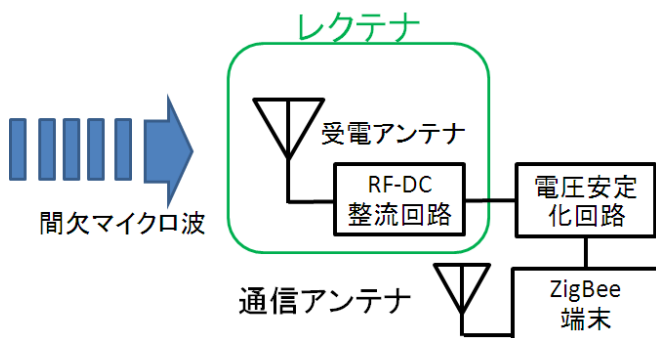 レクテナ
受電アンテナ
RF-DC
整流回路
電圧安定
化回路
間欠マイクロ波
通信アンテナ
ZigBee
端末